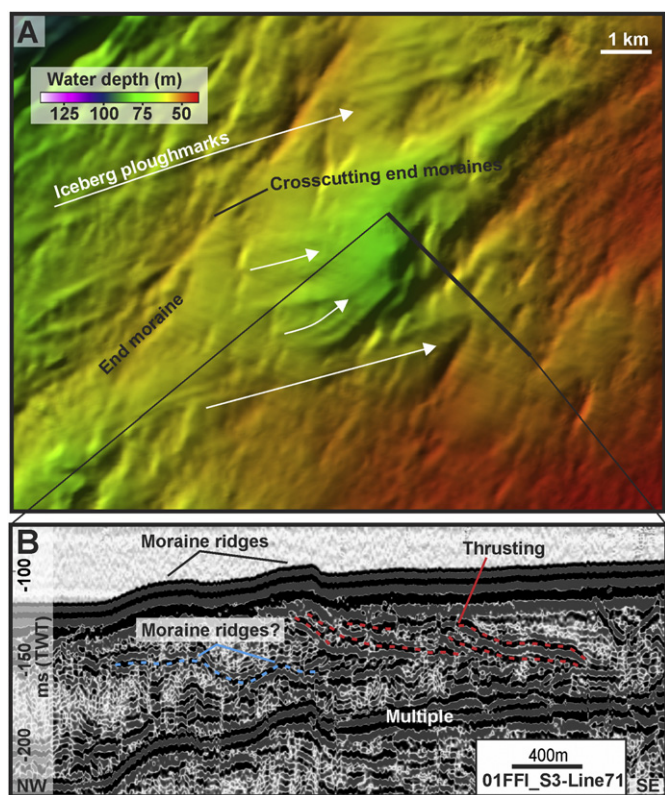 A
1 km
Water depth (m)
125 100 75 50
Iceberg ploughmarks
Crosscutting end moraines
End moraine
B
Moraine ridges
Thrusting
-100
Moraine ridges?
-150
ms (TWT)
Multiple
-200
400m
01FFI_S3-Line71
NW
SE